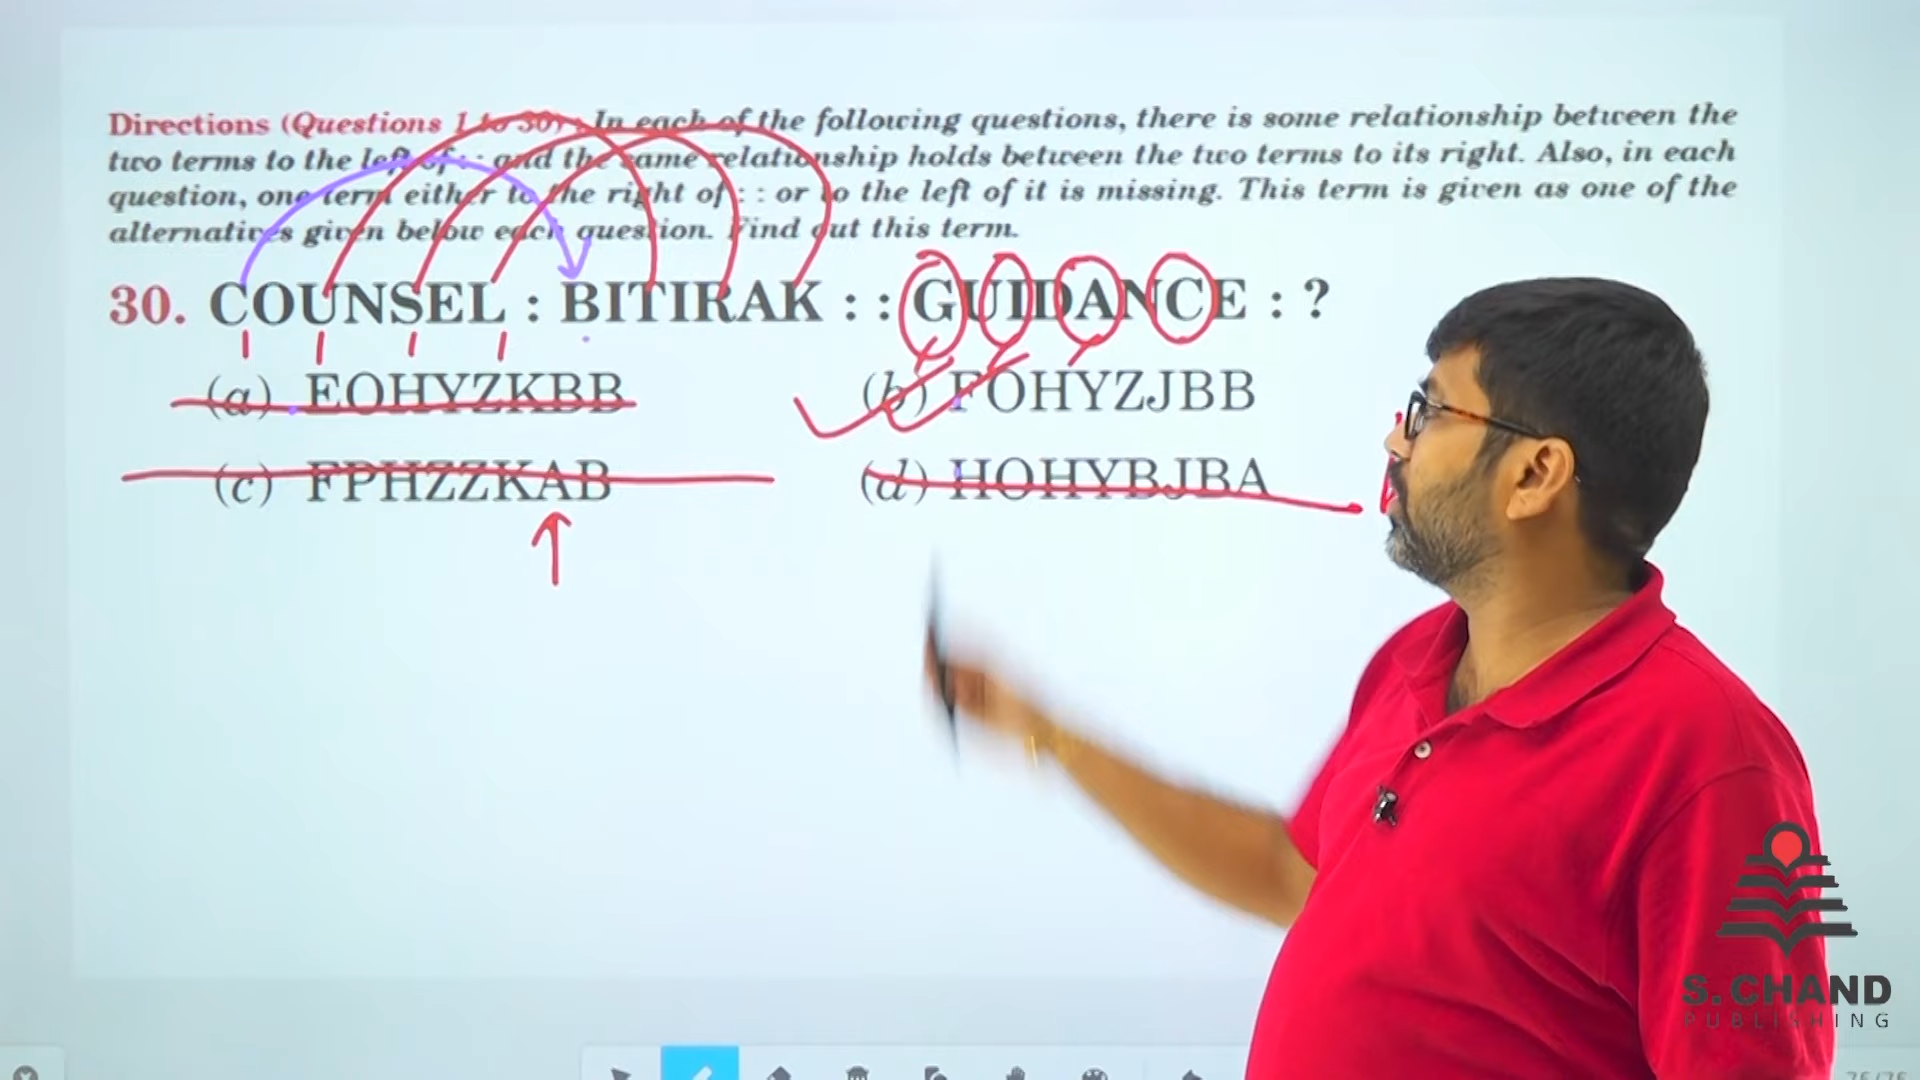 Directions (Questions 1 to 30) : In each of the following questions, there is some relationship between the
two terms to the left of : : and the same relationship holds between the two terms to its right. Also, in each
question, one term either to the right of : : or to the left of it is missing. This term is given as one of the
alternatives given below each question. Find out this term.
30. COUNSEL : BITIRAK : : GUIDANCE : ?
(a) EOHYZKBB
(b) FOHYZJBB
(c) FPHZZKAB
(d) HOHYBJBA
S. CHAND
PUBLISHING